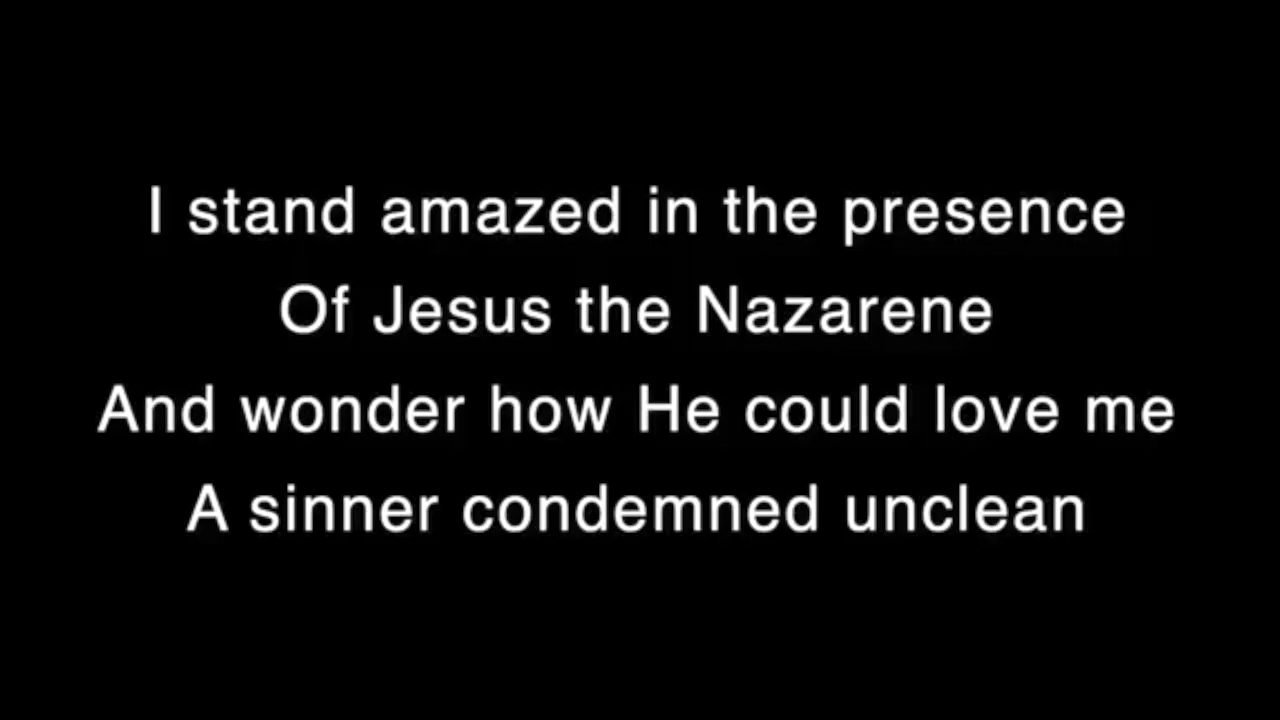 I stand amazed in the presence
Of Jesus the Nazarene
And wonder how He could love me
A sinner condemned unclean